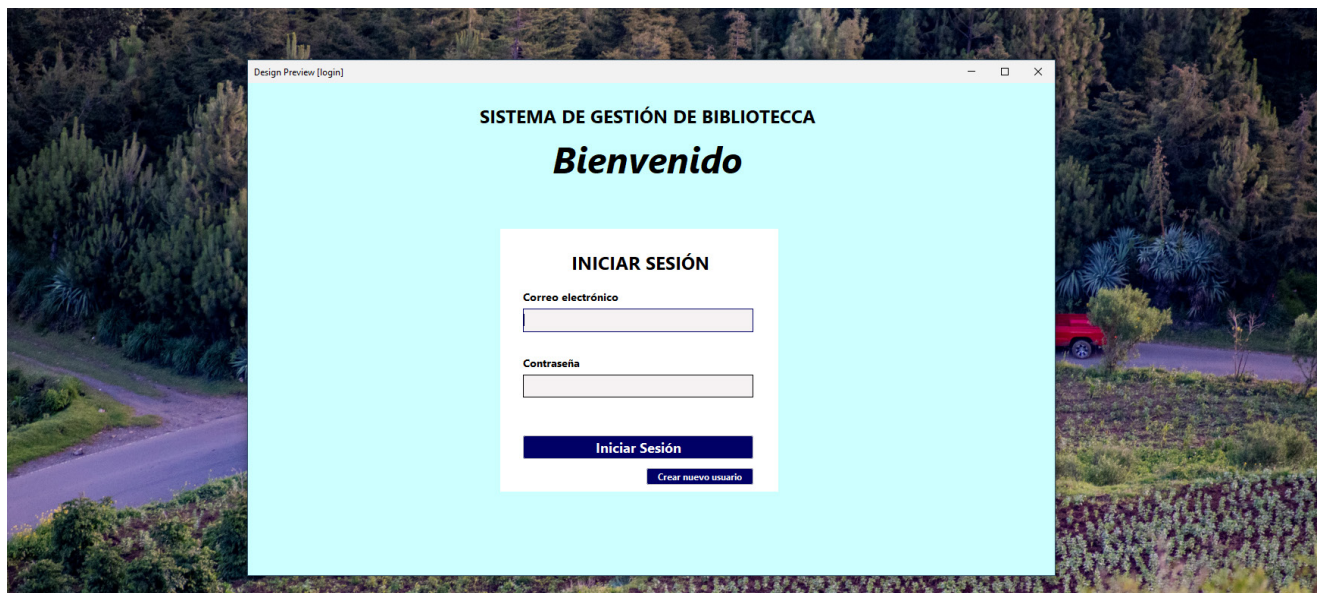 Design Preview [login]
SISTEMA DE GESTIÓN DE BIBLIOTECCA
Bienvenido
INICIAR SESIÓN
Correo electrónico
Contraseña
Iniciar Sesión
Crear nuevo usuario